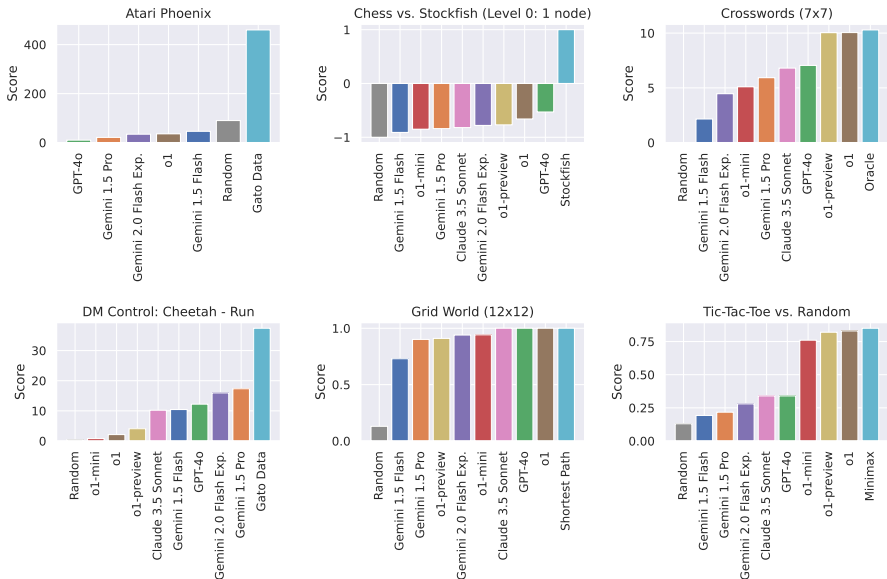 Atari Phoenix
Score
400
200
0
GPT-4o
Gemini 1.5 Pro
Gemini 2.0 Flash Exp.
o1
Gemini 1.5 Flash
Random
Gato Data
Chess vs. Stockfish (Level 0: 1 node)
Score
1
0
−1
Random
Gemini 1.5 Flash
o1-mini
Gemini 1.5 Pro
Claude 3.5 Sonnet
Gemini 2.0 Flash Exp.
o1-preview
o1
GPT-4o
Stockfish
Crosswords (7x7)
Score
10
5
0
Random
Gemini 1.5 Flash
Gemini 2.0 Flash Exp.
o1-mini
Gemini 1.5 Pro
Claude 3.5 Sonnet
GPT-4o
o1-preview
o1
Oracle
DM Control: Cheetah - Run
Score
30
20
10
0
Random
o1-mini
o1
o1-preview
Claude 3.5 Sonnet
Gemini 1.5 Flash
GPT-4o
Gemini 2.0 Flash Exp.
Gemini 1.5 Pro
Gato Data
Grid World (12x12)
Score
1.0
0.5
0.0
Random
Gemini 1.5 Flash
Gemini 1.5 Pro
o1-preview
Gemini 2.0 Flash Exp.
o1-mini
Claude 3.5 Sonnet
GPT-4o
o1
Shortest Path
Tic-Tac-Toe vs. Random
Score
0.75
0.50
0.25
0.00
Random
Gemini 1.5 Flash
Gemini 1.5 Pro
Gemini 2.0 Flash Exp.
Claude 3.5 Sonnet
GPT-4o
o1-mini
o1-preview
o1
Minimax